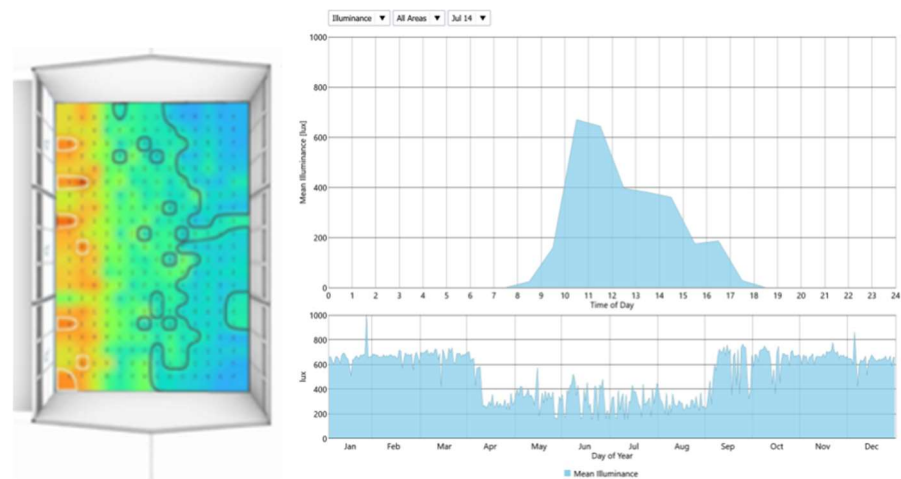 Illuminance ▼ All Areas ▼ Jul 14 ▼
1000
800
600
400
200
0
Mean Illuminance [lux]
0 1 2 3 4 5 6 7 8 9 10 11 12 13 14 15 16 17 18 19 20 21 22 23 24
Time of Day
1000
800
600
400
200
0
lux
Jan Feb Mar Apr May Jun Jul Aug Sep Oct Nov Dec
Day of Year
Mean Illuminance